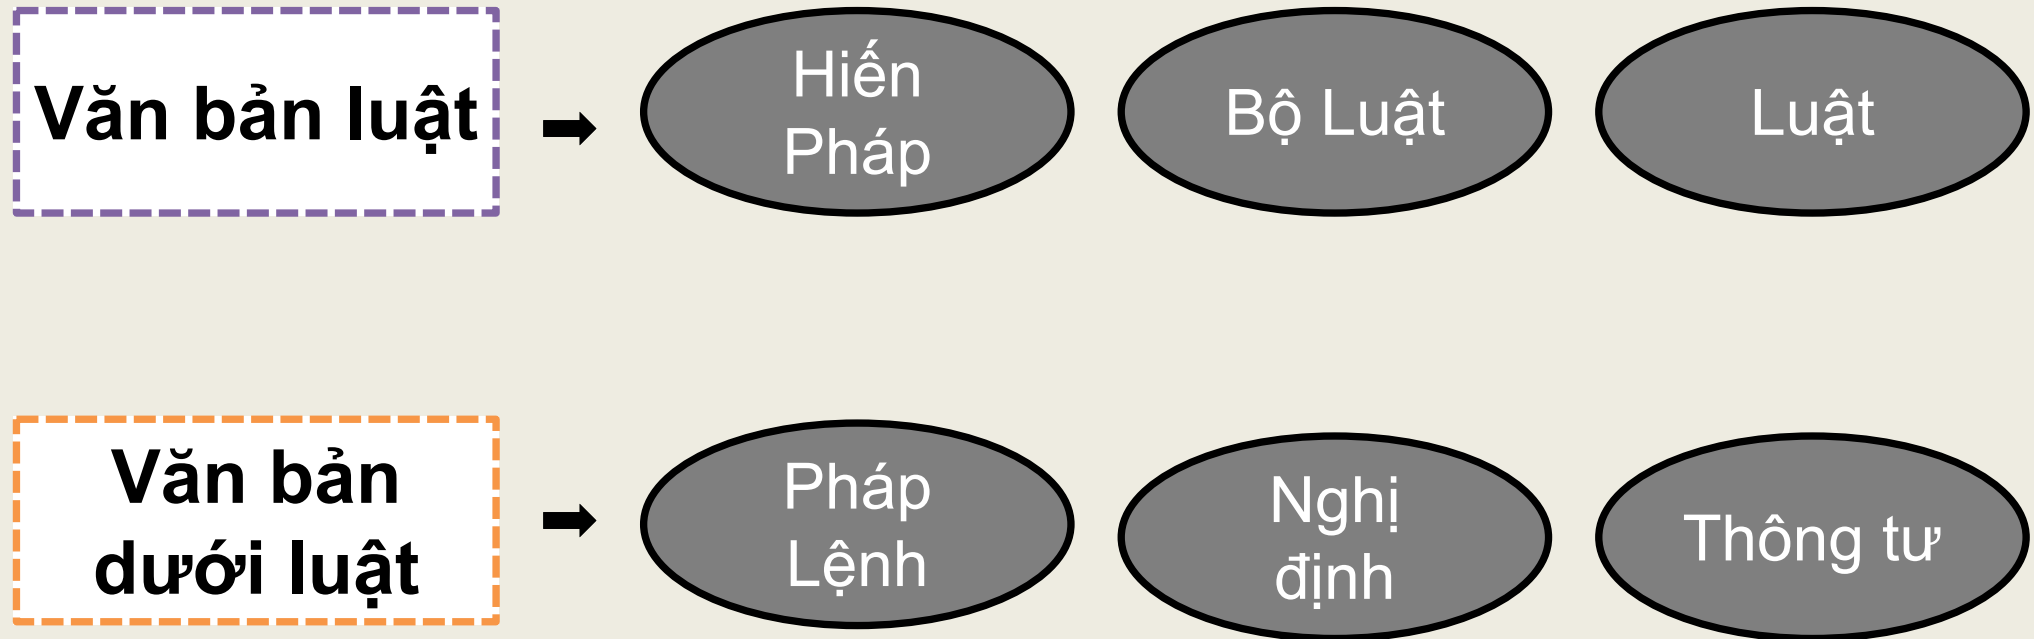 Văn bản luật
Hiến
Pháp
Bộ Luật
Luật
Văn bản
dưới luật
Pháp
Lệnh
Nghị
định
Thông tư